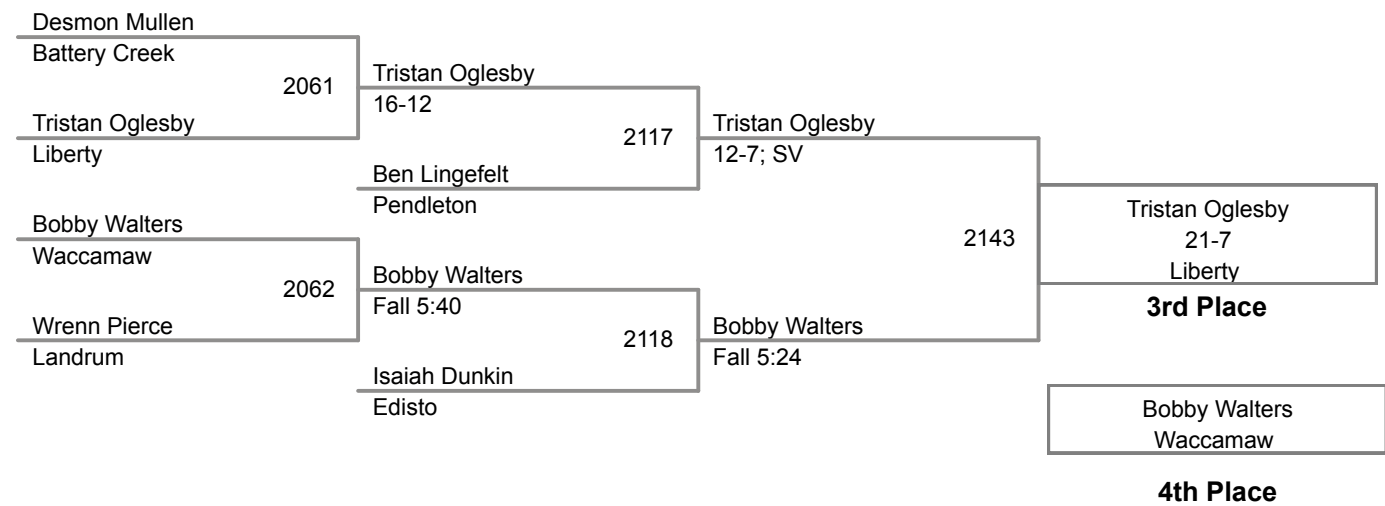 Desmon Mullen
Battery Creek
2061
Tristan Oglesby
Liberty
Bobby Walters
Waccamaw
2062
Wrenn Pierce
Landrum
Tristan Oglesby
16-12
2117
Ben Lingefelt
Pendleton
Bobby Walters
Fall 5:40
2118
Isaiah Dunkin
Edisto
Tristan Oglesby
12-7; SV
2143
Bobby Walters
Fall 5:24
Tristan Oglesby
21-7
Liberty
3rd Place
Bobby Walters
Waccamaw
4th Place